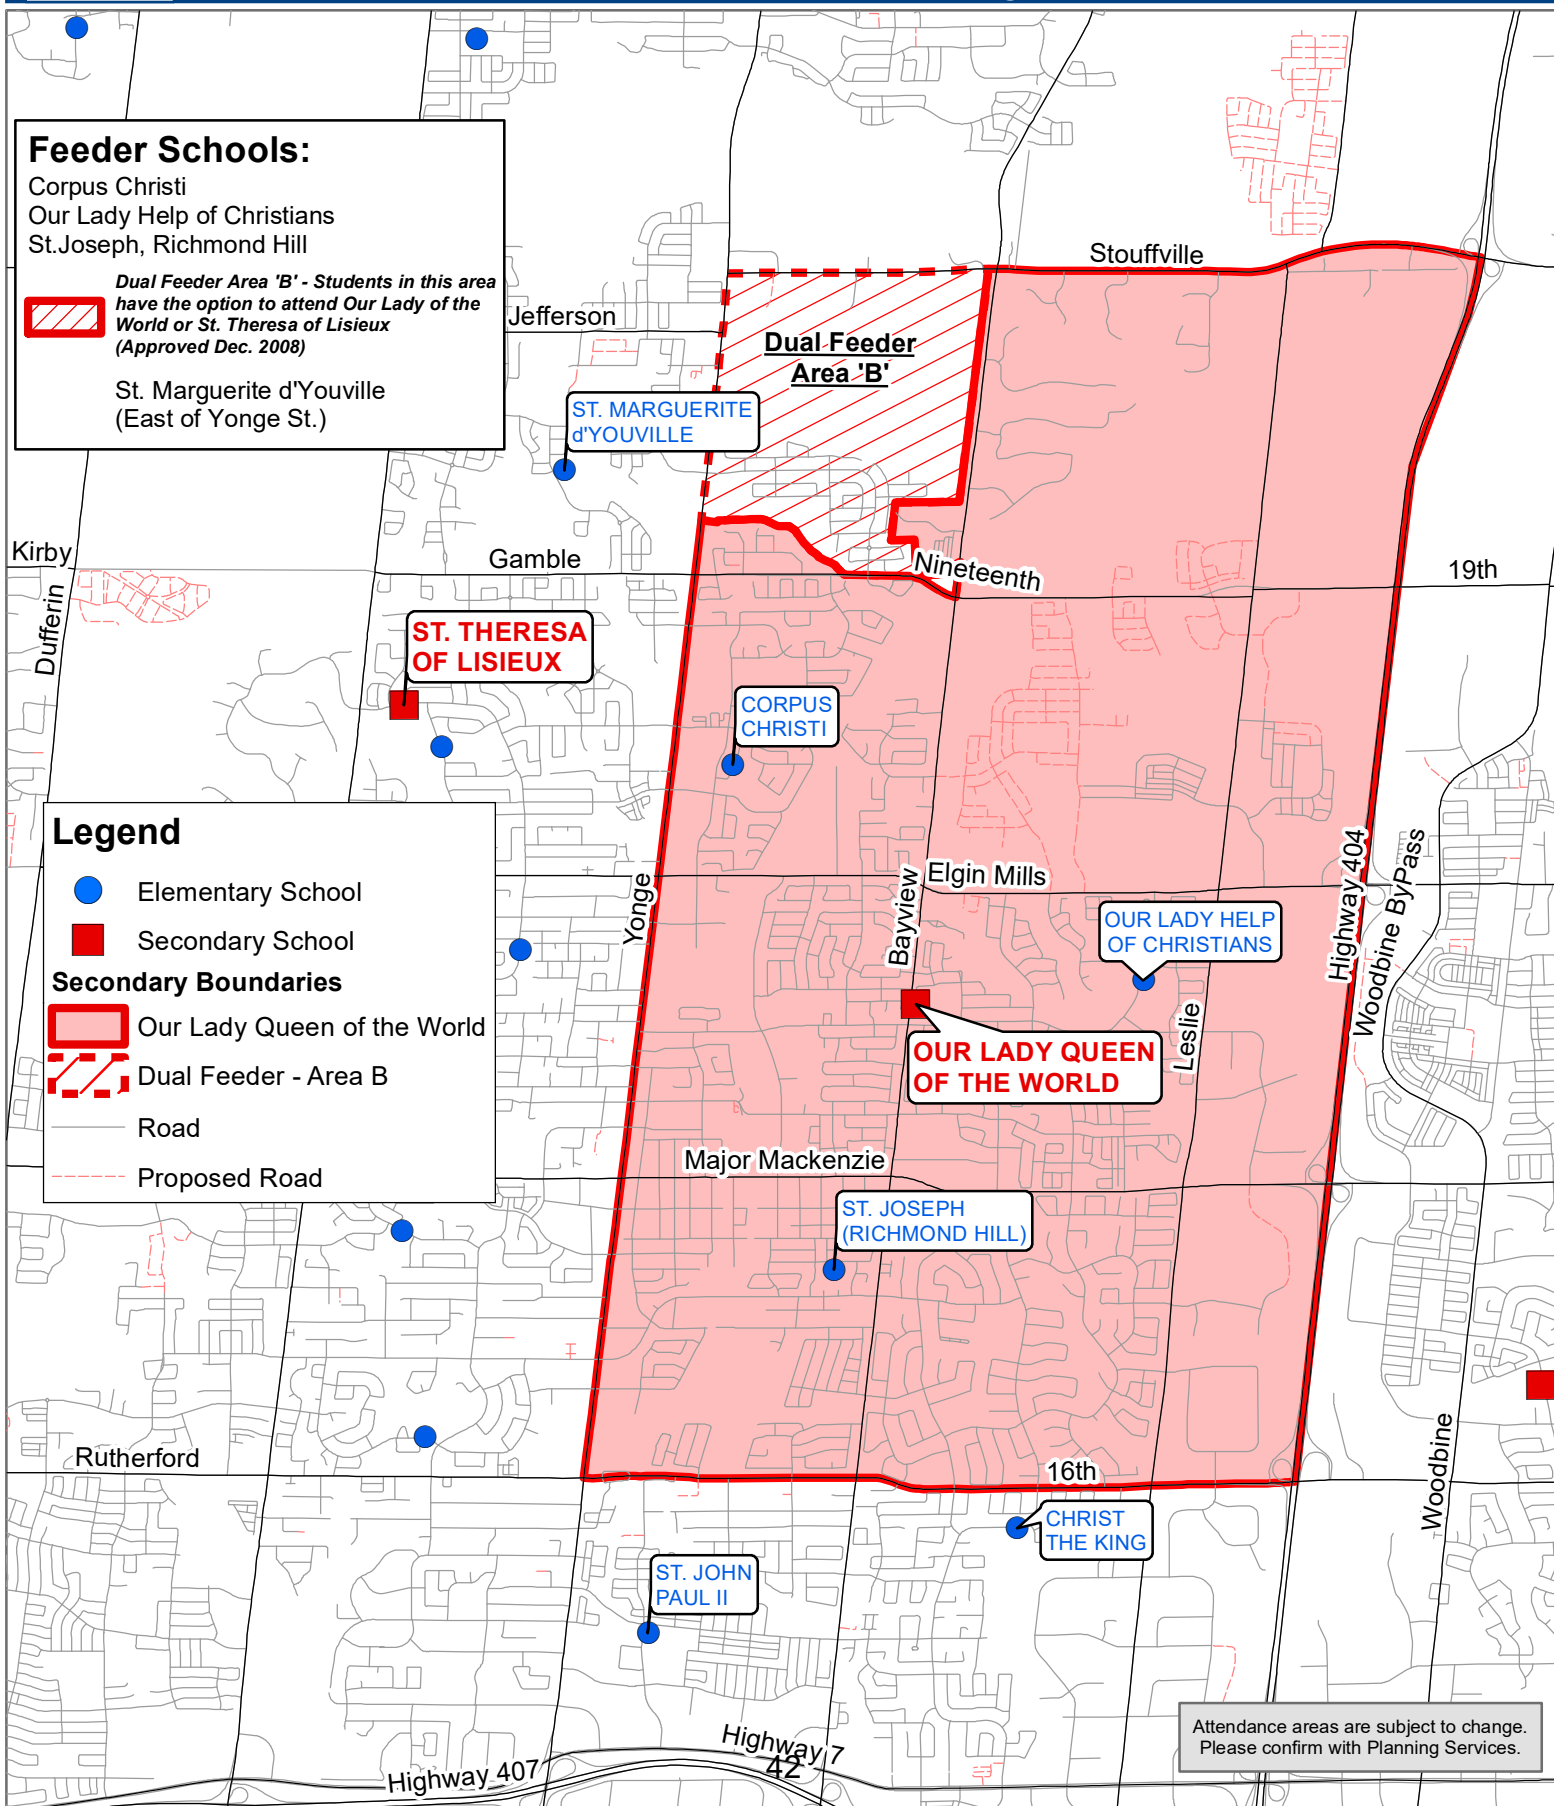 Feeder Schools:
Corpus Christi
Our Lady Help of Christians
St.Joseph, Richmond Hill
Dual Feeder Area 'B' - Students in this area
have the option to attend Our Lady of the
World or St. Theresa of Lisieux
(Approved Dec. 2008)
St. Marguerite d'Youville
(East of Yonge St.)
Stouffville
Jefferson
Dual Feeder
Area 'B'
ST. MARGUERITE
d'YOUVILLE
Kirby
Gamble
Nineteenth
19th
Dufferin
ST. THERESA
OF LISIEUX
CORPUS
CHRISTI
Legend
Elementary School
Secondary School
Secondary Boundaries
Our Lady Queen of the World
Dual Feeder - Area B
Road
Proposed Road
Yonge
Elgin Mills
Bayview
Highway 404
Woodbine ByPass
OUR LADY HELP
OF CHRISTIANS
Leslie
OUR LADY QUEEN
OF THE WORLD
Major Mackenzie
ST. JOSEPH
(RICHMOND HILL)
Rutherford
16th
Woodbine
CHRIST
THE KING
ST. JOHN
PAUL II
Highway 7
42
Highway 407
Attendance areas are subject to change.
Please confirm with Planning Services.